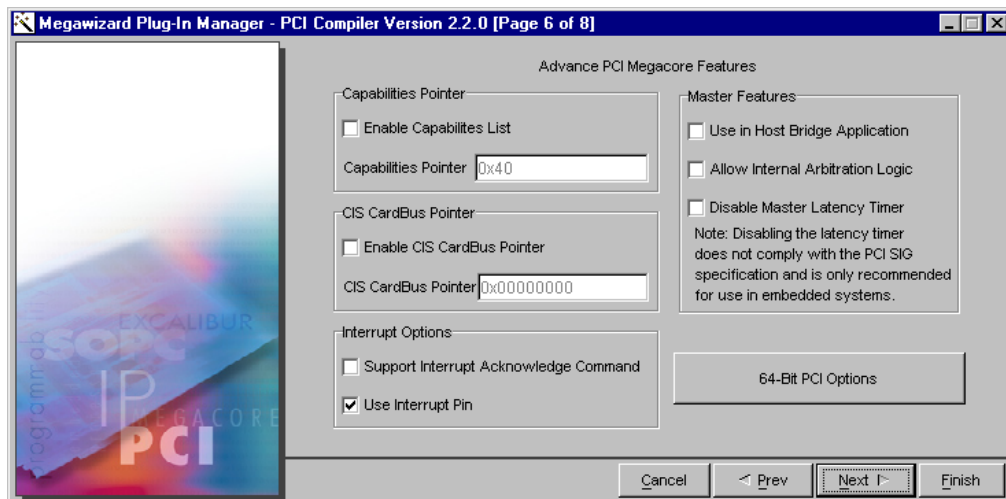 Megawizard Plug-In Manager - PCI Compiler Version 2.2.0 [Page 6 of 8]
Advance PCI Megacore Features
Capabilities Pointer
Enable Capabilites List
Capabilities Pointer 0x40
CIS CardBus Pointer
Enable CIS CardBus Pointer
CIS CardBus Pointer 0x00000000
Interrupt Options
Support Interrupt Acknowledge Command
Use Interrupt Pin
Master Features
Use in Host Bridge Application
Allow Internal Arbitration Logic
Disable Master Latency Timer
Note: Disabling the latency timer
does not comply with the PCI SIG
specification and is only recommended
for use in embedded systems.
64-Bit PCI Options
EXCALIBUR
SOPC
IP
MEGACORE
PCI
Cancel
Prev
Next
Finish